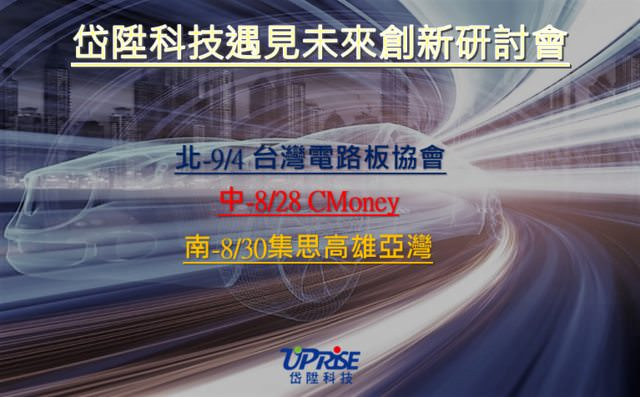 岱陞科技遇見未來創新研討會
北-9/4 台灣電路板協會
中-8/28 CMoney
南-8/30集思高雄亞灣
UPRiSE
岱陞科技